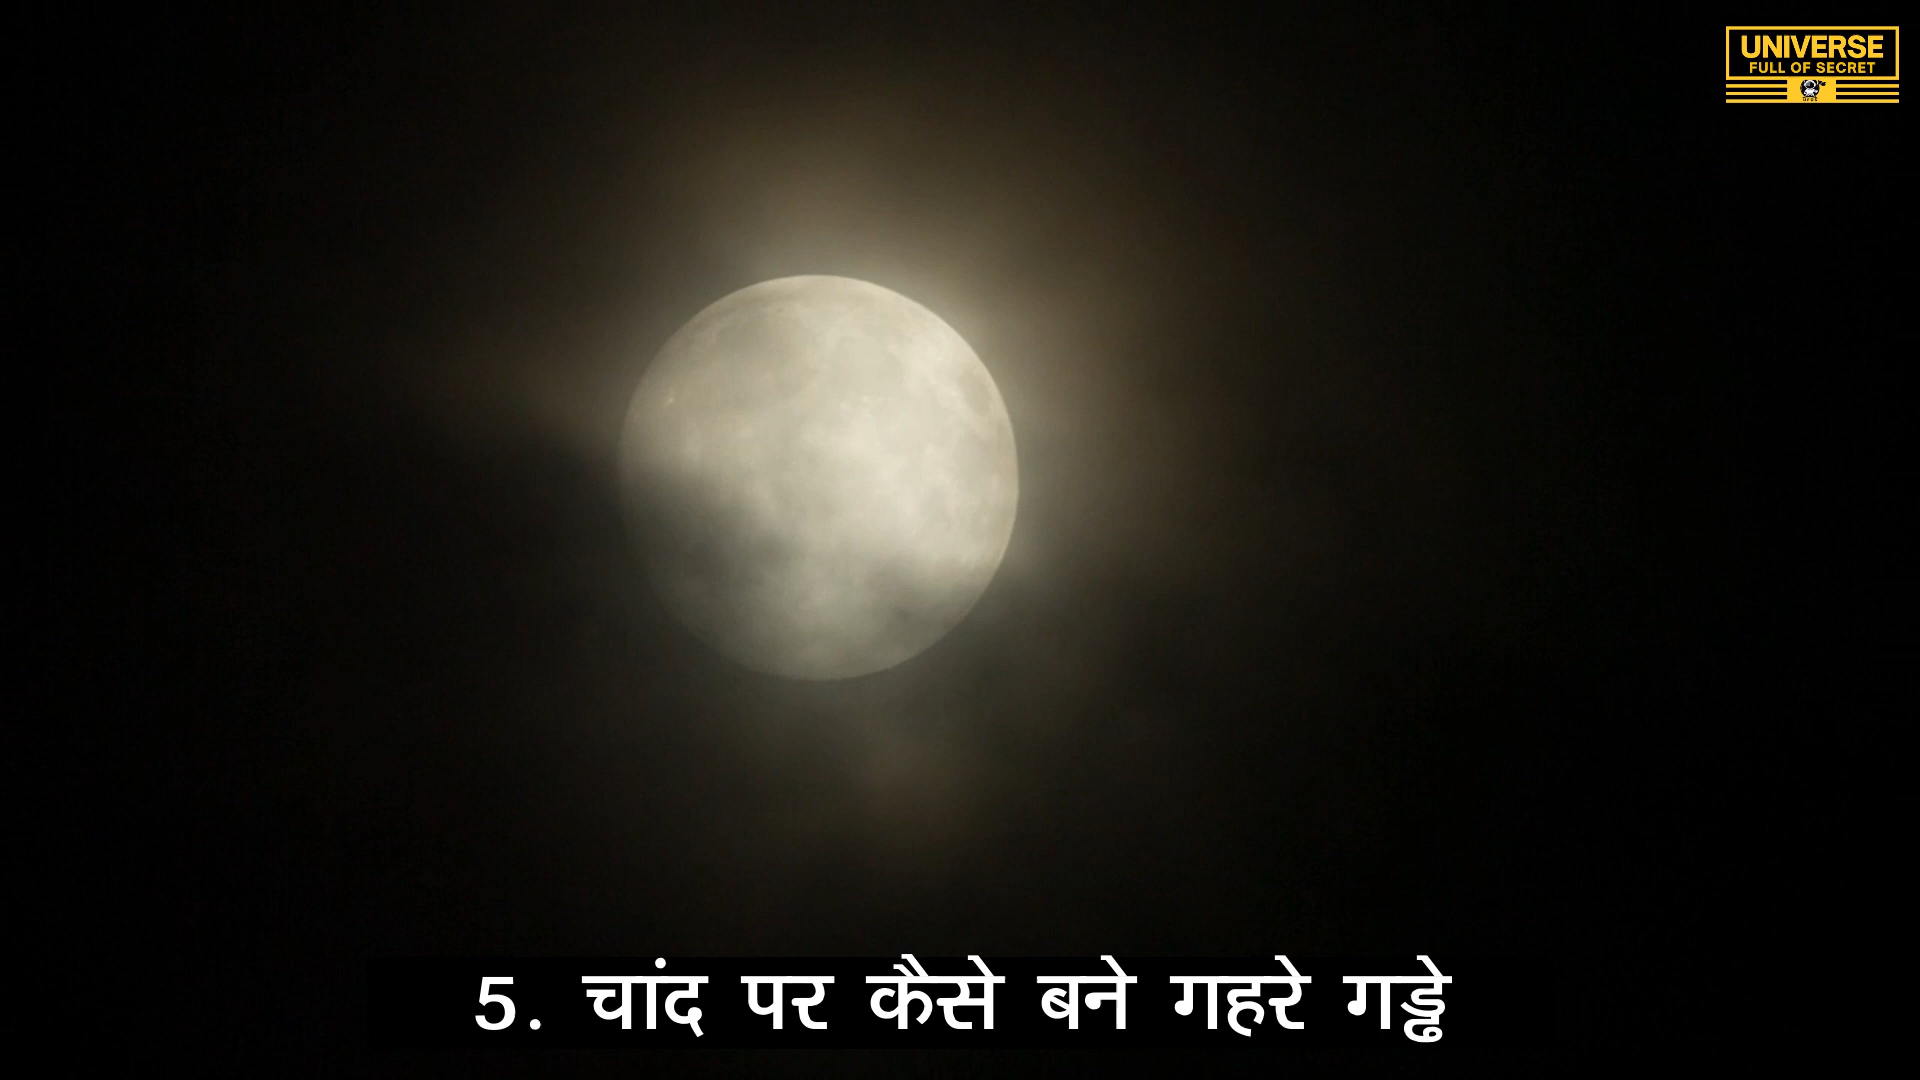 UNIVERSE
FULL OF SECRET
5. चांद पर कैसे बने गहरे गड्ढे